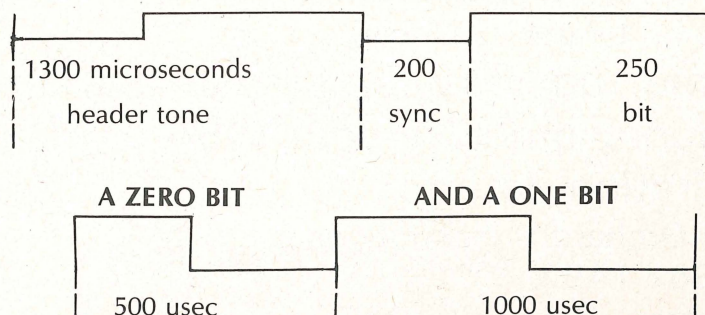 1300 microseconds 200 250
header tone sync bit
A ZERO BIT AND A ONE BIT
500 usec 1000 usec